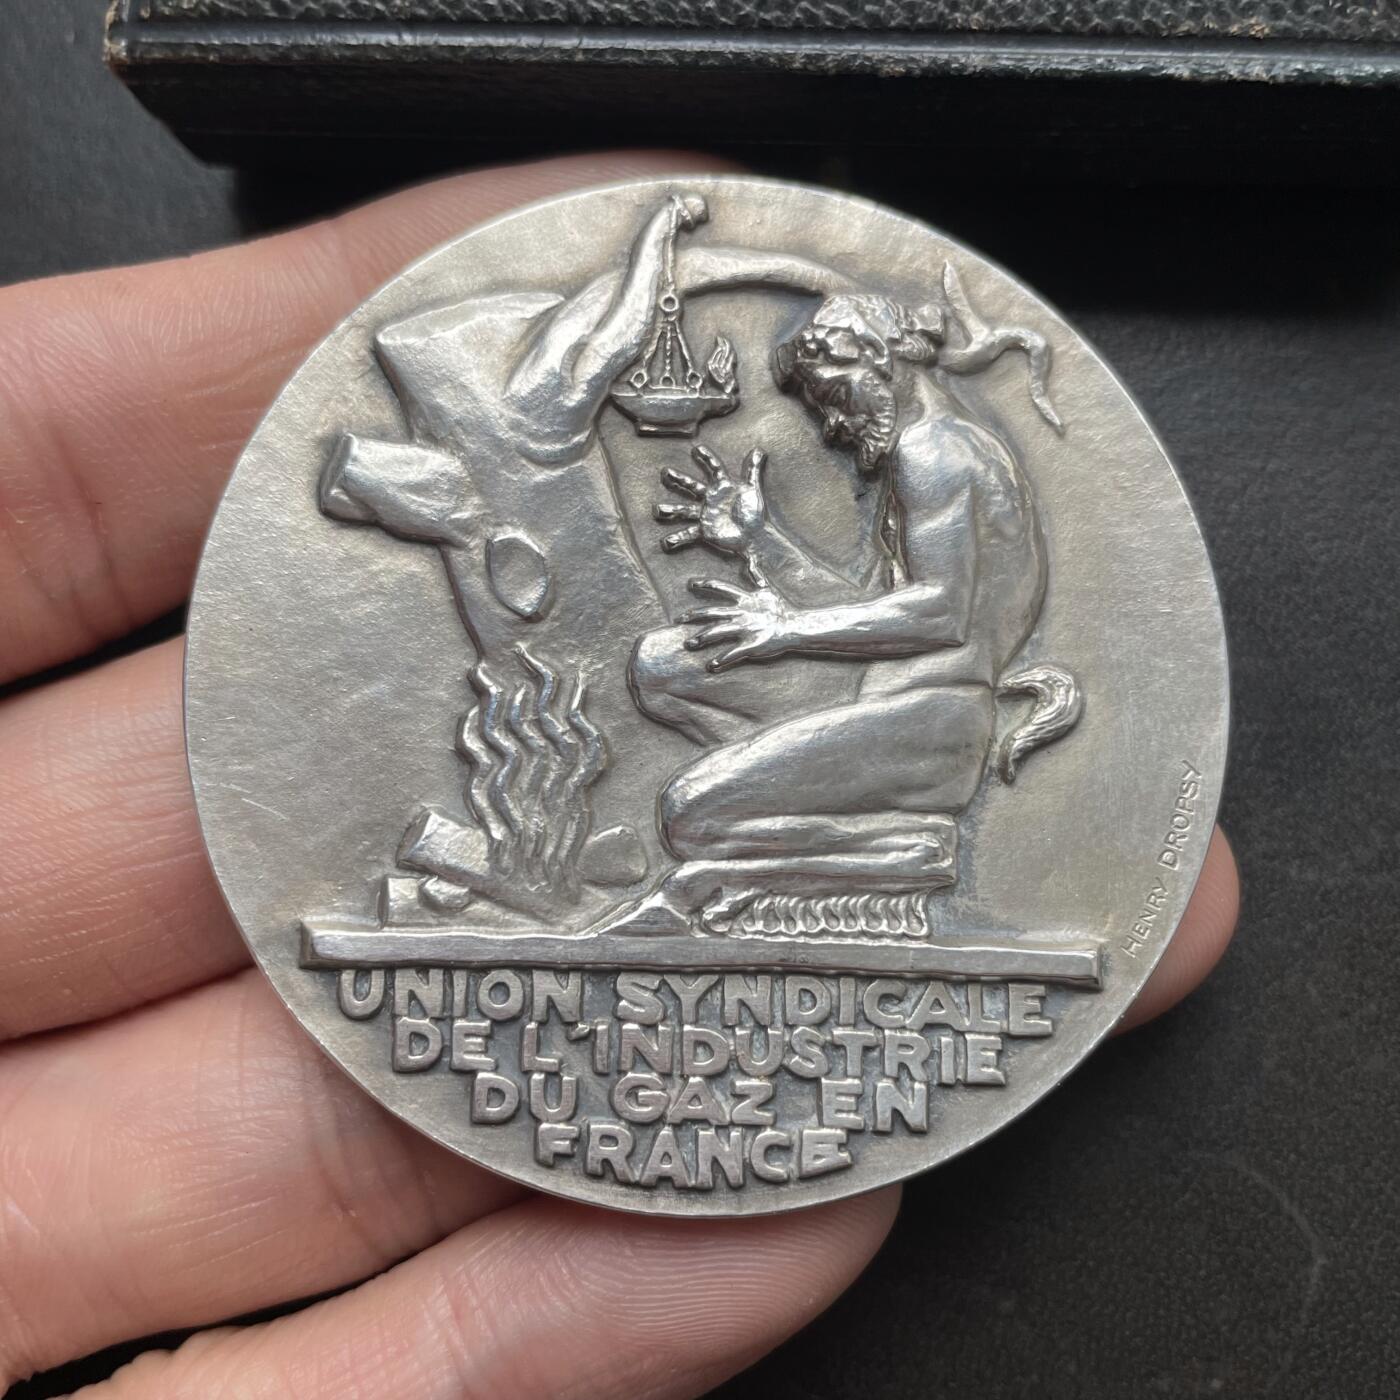 UNION SYNDICALE
DE L'INDUSTRIE
DU GAZ EN
FRANCE
HENRY DROPSY